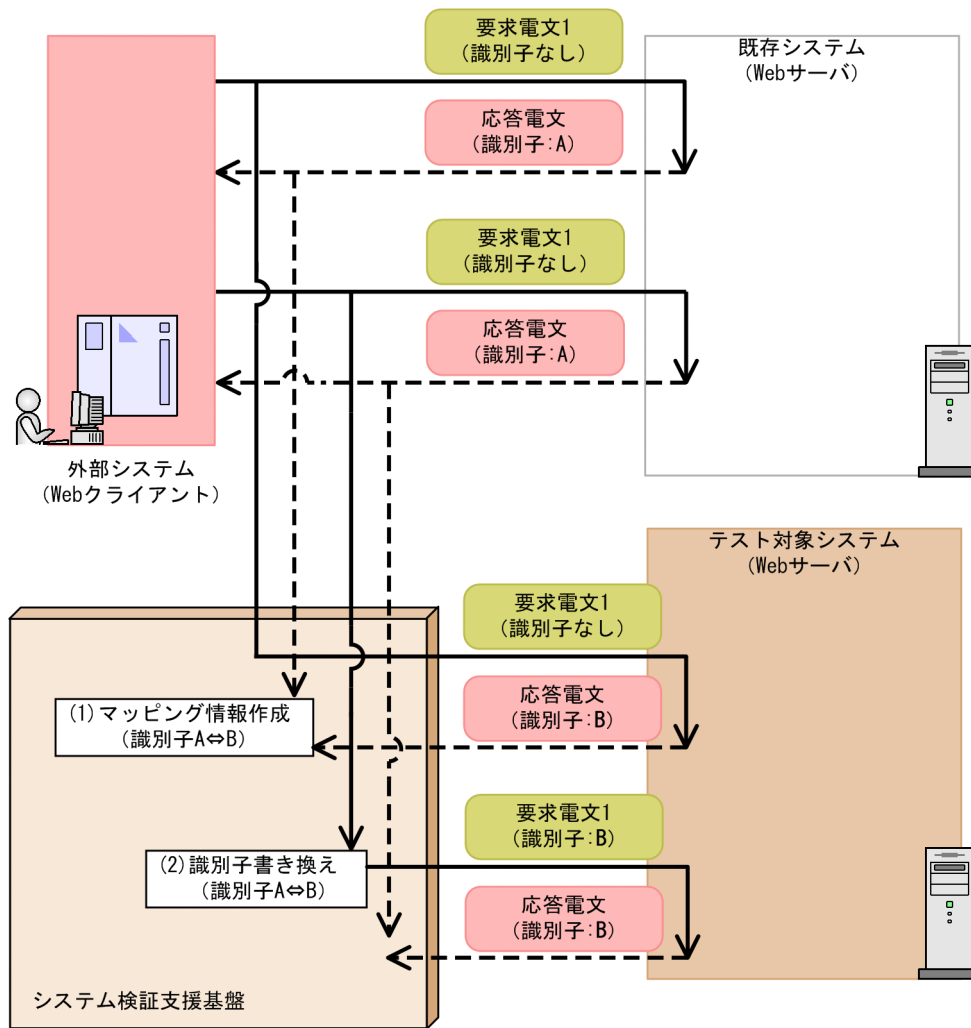 要求電文1
(識別子なし)
既存システム
(Webサーバ)
応答電文
(識別子:A)
要求電文1
(識別子なし)
応答電文
(識別子:A)
外部システム
(Webクライアント)
テスト対象システム
(Webサーバ)
要求電文1
(識別子なし)
(1)マッピング情報作成
(識別子A⇔B)
応答電文
(識別子:B)
要求電文1
(識別子:B)
(2)識別子書き換え
(識別子A⇔B)
応答電文
(識別子:B)
システム検証支援基盤